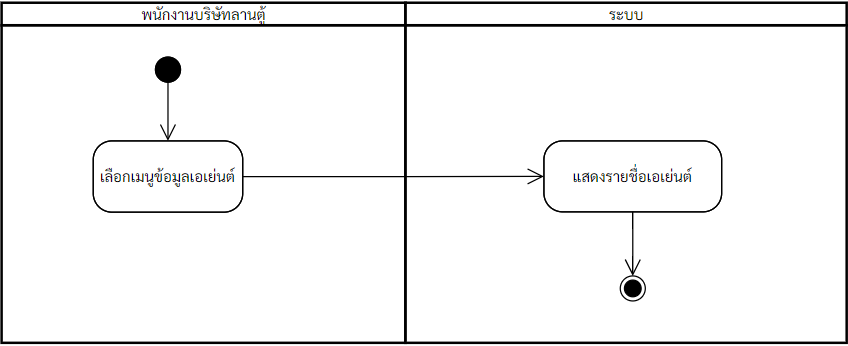 พนักงานบริษัทลานตู้
ระบบ
เลือกเมนูข้อมูลเอเย่นต์
แสดงรายชื่อเอเย่นต์